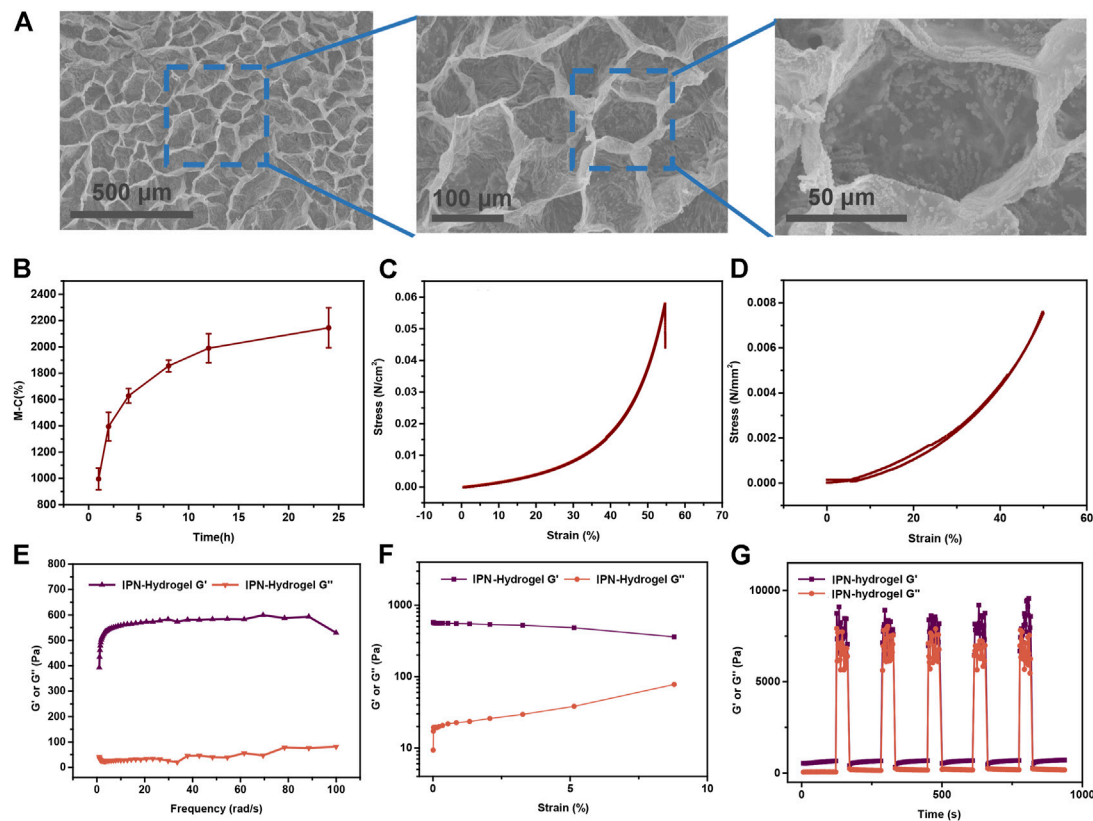 A
500 µm
100 µm
50 µm
B
2400
2200
2000
1800
1600
1400
1200
1000
800
M-C(%)
0
5
10
15
20
25
Time(h)
C
0.06
0.05
0.04
0.03
0.02
0.01
0.00
Stress (N/cm²)
-10
0
10
20
30
40
50
60
70
Strain (%)
D
0.008
0.006
0.004
0.002
0.000
Stress (N/mm²)
0
20
40
60
Strain (%)
E
IPN-Hydrogel G'
IPN-Hydrogel G''
800
700
600
500
400
300
200
100
0
G' or G'' (Pa)
0
20
40
60
80
100
Frequency (rad/s)
F
IPN-Hydrogel G'
IPN-Hydrogel G''
1000
100
10
G' or G'' (Pa)
0
5
10
Strain (%)
G
IPN-hydrogel G'
IPN-hydrogel G''
10000
7500
5000
2500
0
G' or G'' (Pa)
0
500
1000
Time (s)